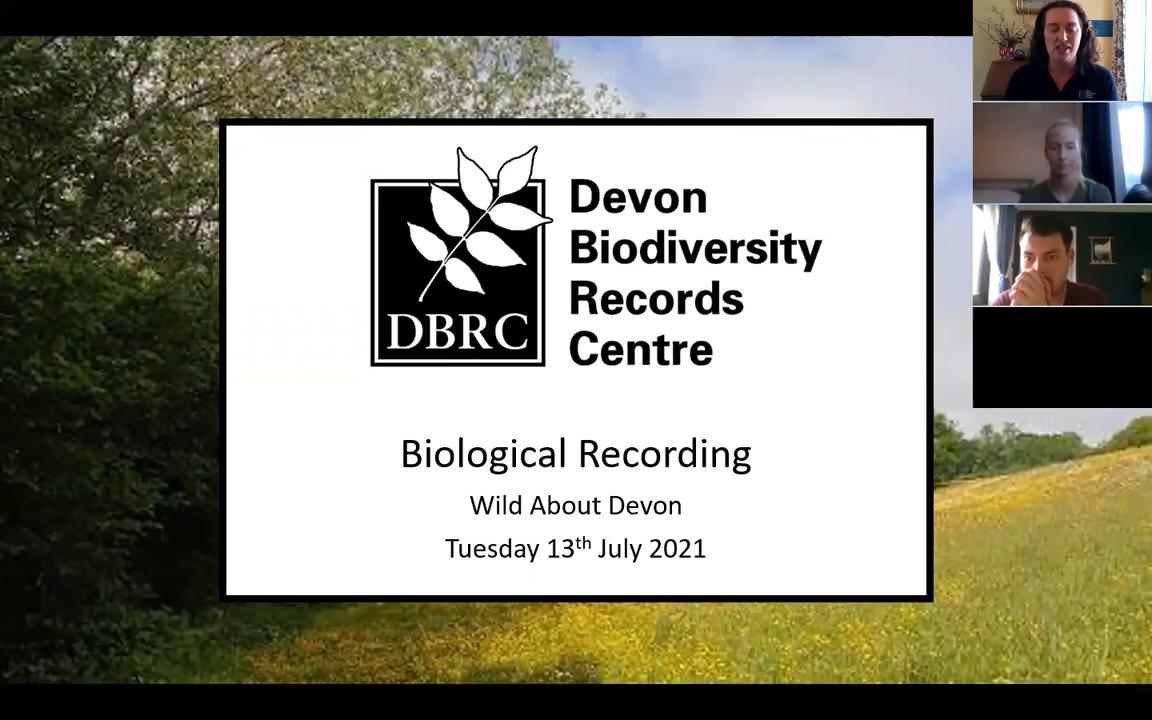 Devon
Biodiversity
Records
Centre
DBRC
Biological Recording
Wild About Devon
Tuesday 13th July 2021